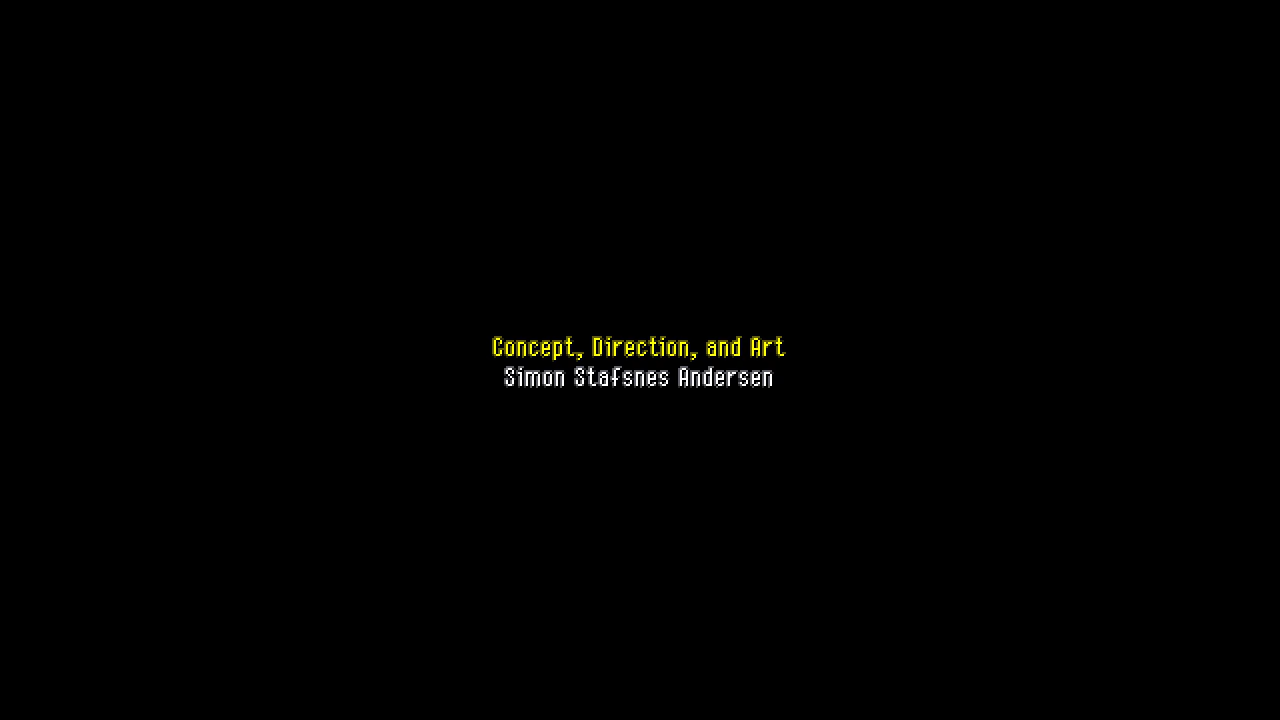 Concept, Direction, and Art
Simon Stafsnes Andersen